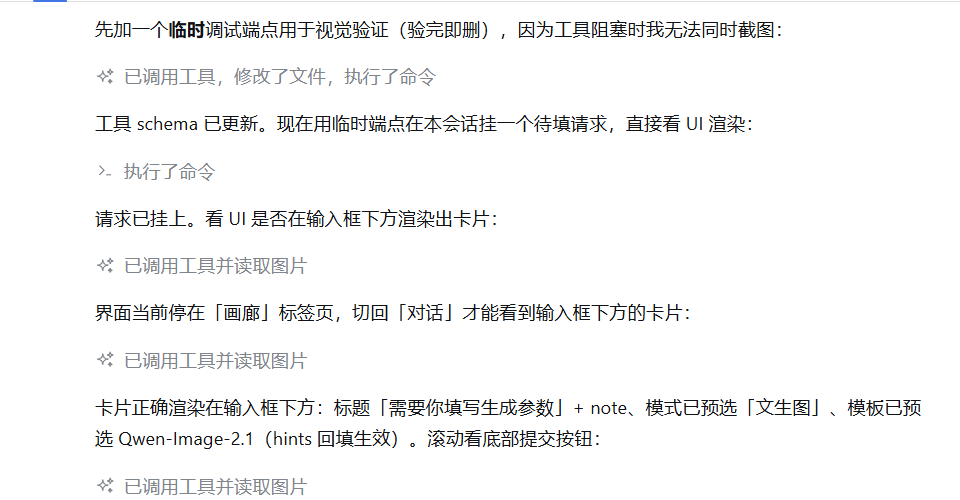 先加一个临时调试端点用于视觉验证（验完即删），因为工具阻塞时我无法同时截图：
已调用工具，修改了文件，执行了命令
工具 schema 已更新。现在用临时端点在本会话挂一个待填请求，直接看 UI 渲染：
执行了命令
请求已挂上。看 UI 是否在输入框下方渲染出卡片：
已调用工具并读取图片
界面当前停在「画廊」标签页，切回「对话」才能看到输入框下方的卡片：
已调用工具并读取图片
卡片正确渲染在输入框下方：标题「需要你填写生成参数」+ note、模式已预选「文生图」、模板已预
选 Qwen-Image-2.1（hints 回填生效）。滚动看底部提交按钮：
已调用工具并读取图片